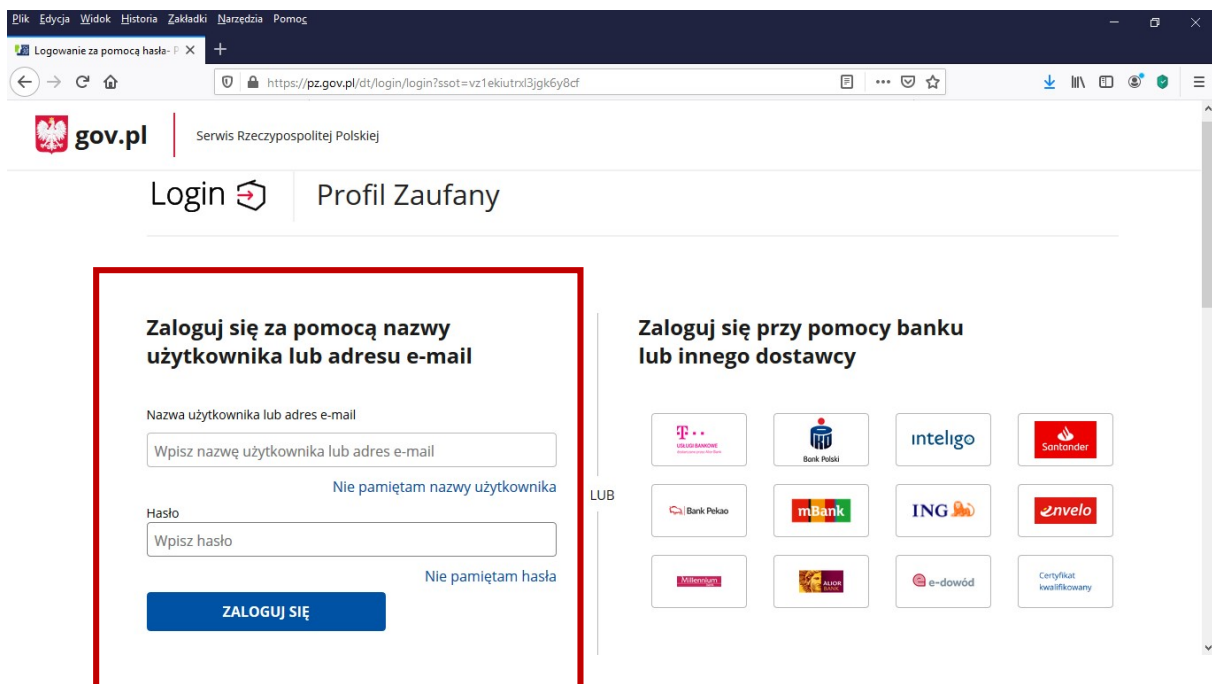 Plik Edycja Widok Historia Zakładki Narzędzia Pomoc
Logowanie za pomocą hasła- P
https://pz.gov.pl/dt/login/login?ssot=vz1ekiutrxl3jgk6y8cf
gov.pl
Serwis Rzeczypospolitej Polskiej
Login
Profil Zaufany
Zaloguj się za pomocą nazwy
użytkownika lub adresu e-mail
Nazwa użytkownika lub adres e-mail
Wpisz nazwę użytkownika lub adres e-mail
Nie pamiętam nazwy użytkownika
Hasło
Wpisz hasło
Nie pamiętam hasła
ZALOGUJ SIĘ
LUB
Zaloguj się przy pomocy banku
lub innego dostawcy
T
USŁUGI BANKOWE
Bank Polski
inteligo
Santander
Bank Pekao
mBank
ING
envelo
Millennium
ALIOR
BANK
e-dowód
Certyfikat
kwalifikowany